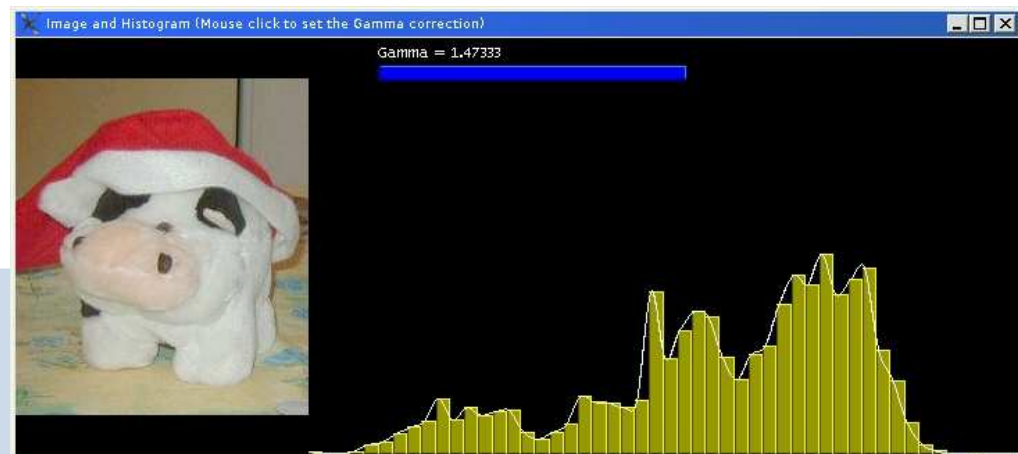 Image and Histogram (Mouse click to set the Gamma correction)
Gamma = 1.47333